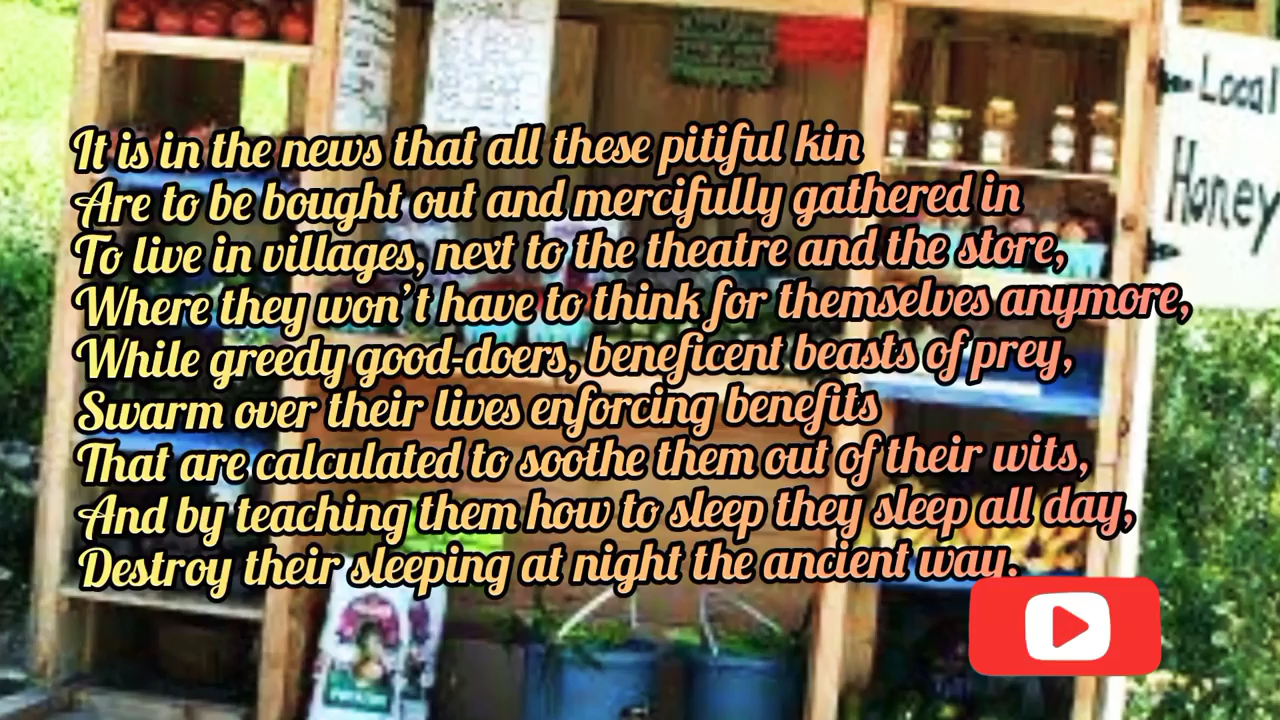 It is in the news that all these pitiful kin
Are to be bought out and mercifully gathered in
To live in villages, next to the theatre and the store,
Where they won't have to think for themselves anymore,
While greedy good-doers, beneficent beasts of prey,
Swarm over their lives enforcing benefits
That are calculated to soothe them out of their wits,
And by teaching them how to sleep they sleep all day,
Destroy their sleeping at night the ancient way.
Local
Honey